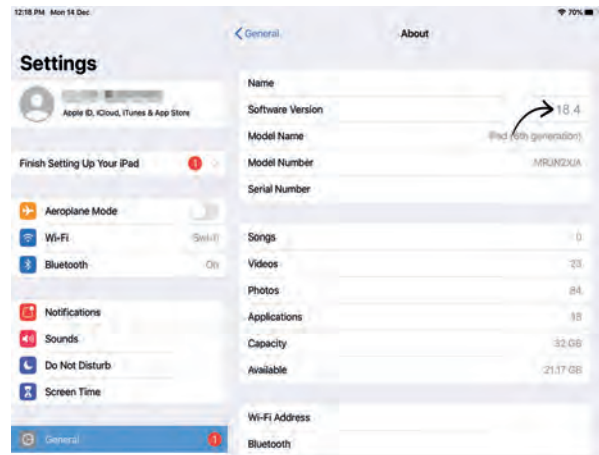 12:18 PM Mon 14 Dec
70%
Settings
Apple ID, iCloud, iTunes & App Store
Finish Setting Up Your iPad 1
Aeroplane Mode
Wi-Fi
Bluetooth On
Notifications
Sounds
Do Not Disturb
Screen Time
General 1
General About
Name
Software Version 18.4
Model Name iPad (6th generation)
Model Number
Serial Number
Songs 0
Videos 23
Photos 84
Applications 18
Capacity 32 GB
Available 21.17 GB
Wi-Fi Address
Bluetooth